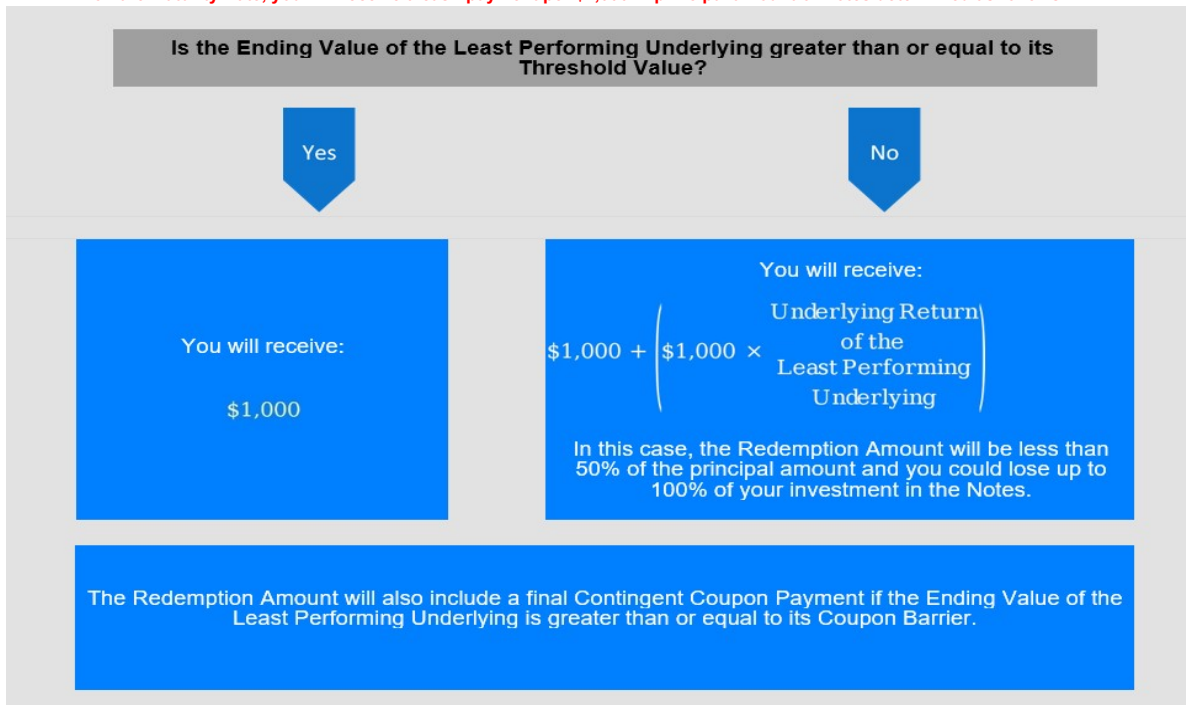 Is the Ending Value of the Least Performing Underlying greater than or equal to its
Threshold Value?
Yes
No
You will receive:
$1,000
You will receive:
$1,000 + ($1,000 × Underlying Return
of the
Least Performing
Underlying)
In this case, the Redemption Amount will be less than
50% of the principal amount and you could lose up to
100% of your investment in the Notes.
The Redemption Amount will also include a final Contingent Coupon Payment if the Ending Value of the
Least Performing Underlying is greater than or equal to its Coupon Barrier.